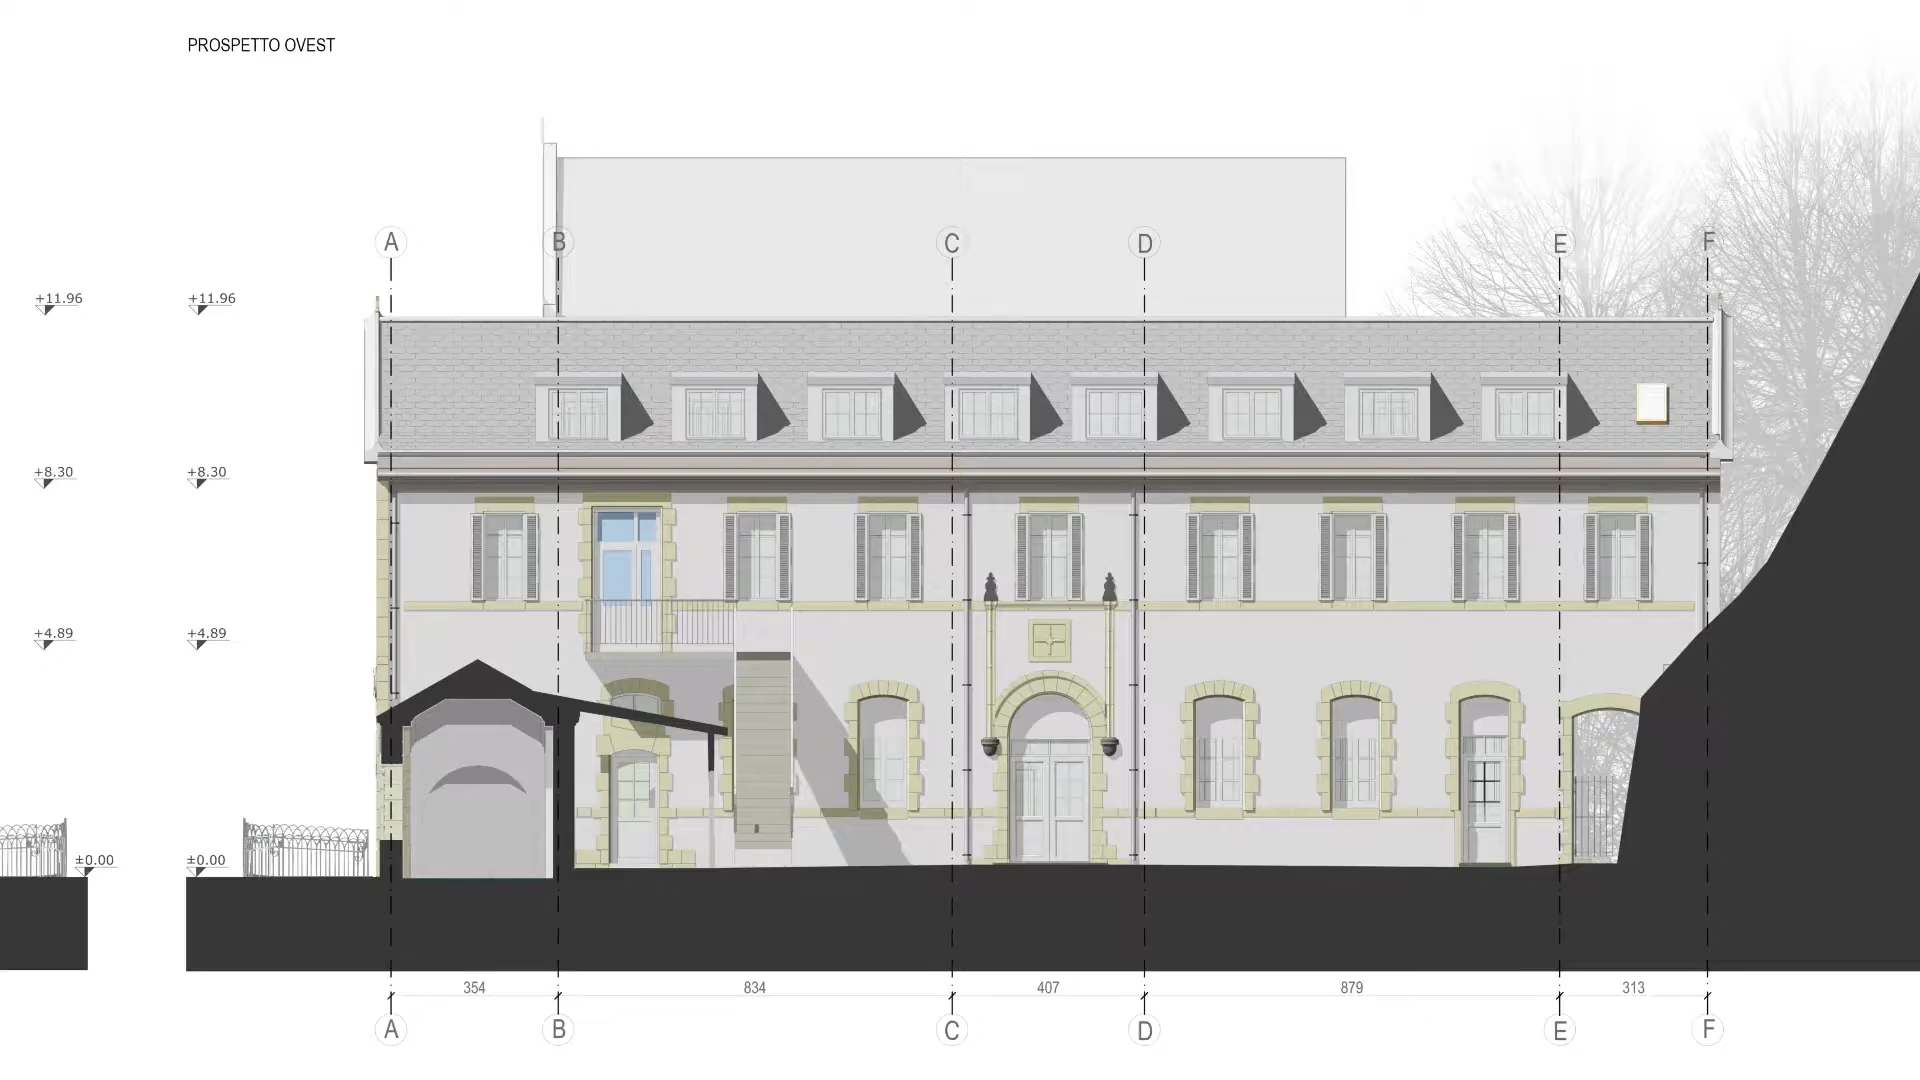 PROSPETTO OVEST
A B C D E F
+11.96 +11.96
+8.30 +8.30
+4.89 +4.89
±0.00 ±0.00
354 834 407 879 313
A B C D E F